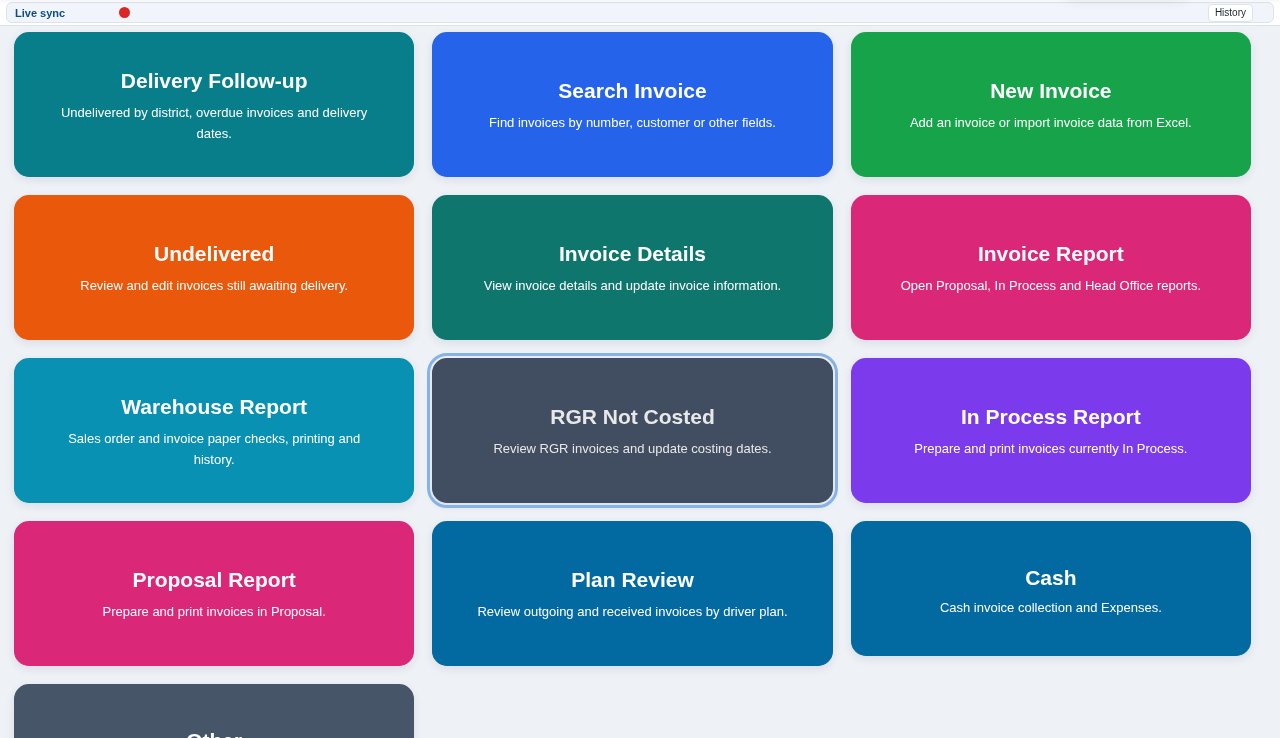 Live sync
History
Delivery Follow-up
Undelivered by district, overdue invoices and delivery
dates.
Search Invoice
Find invoices by number, customer or other fields.
New Invoice
Add an invoice or import invoice data from Excel.
Undelivered
Review and edit invoices still awaiting delivery.
Invoice Details
View invoice details and update invoice information.
Invoice Report
Open Proposal, In Process and Head Office reports.
Warehouse Report
Sales order and invoice paper checks, printing and
history.
RGR Not Costed
Review RGR invoices and update costing dates.
In Process Report
Prepare and print invoices currently In Process.
Proposal Report
Prepare and print invoices in Proposal.
Plan Review
Review outgoing and received invoices by driver plan.
Cash
Cash invoice collection and Expenses.
Other